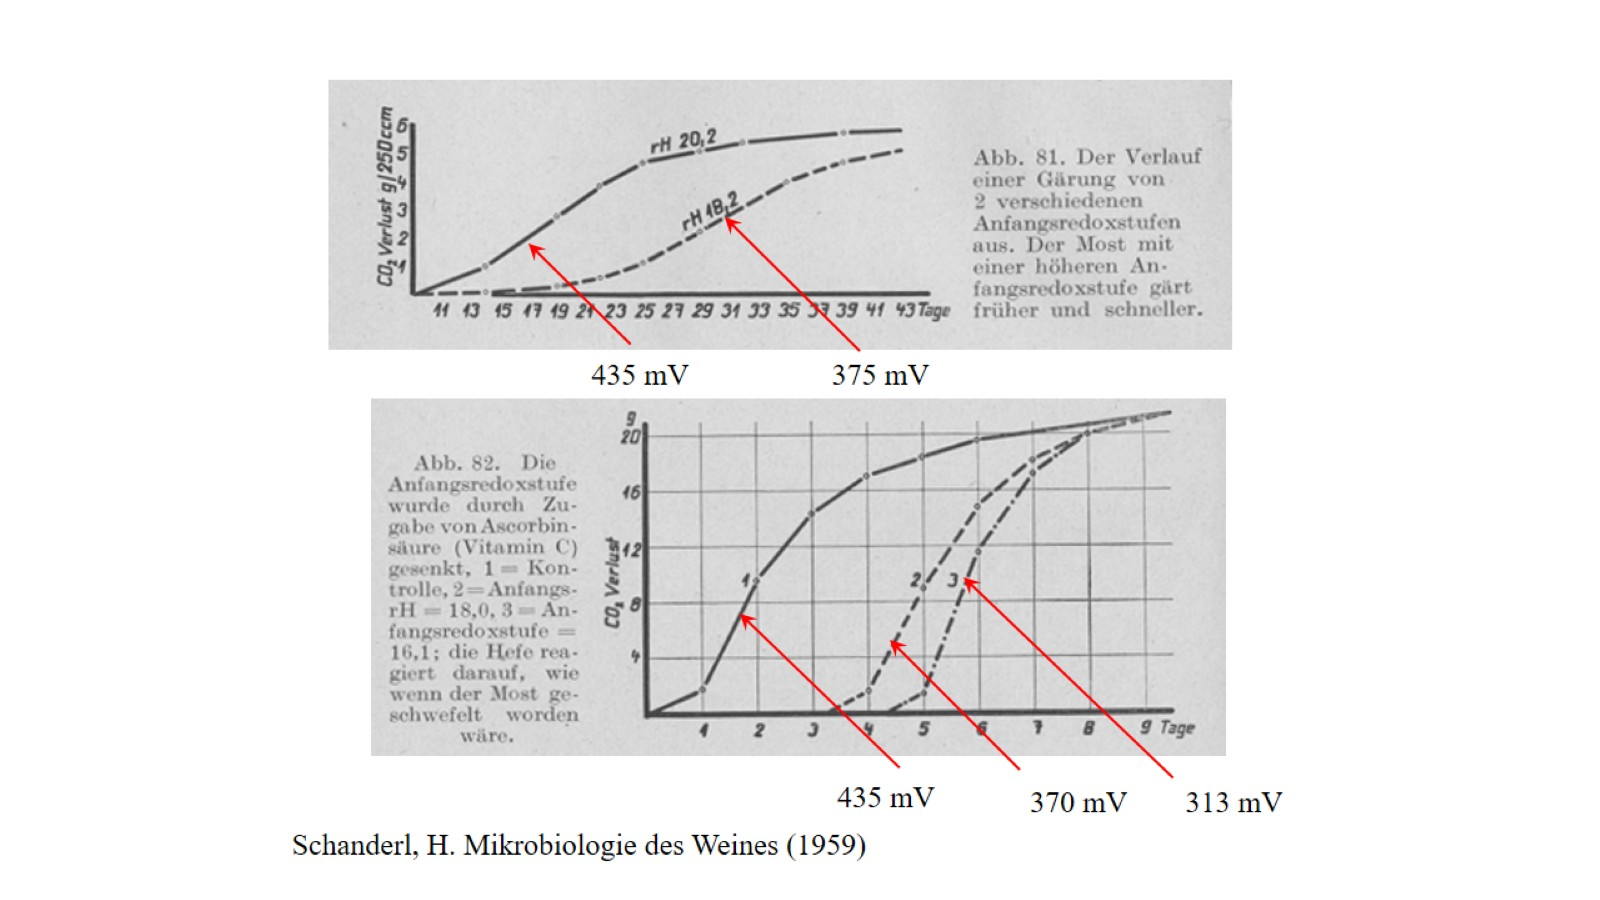 CO₂ Verlust g/250ccm
6
5
4
3
2
1
rH 20,2
rH 18,2
11 13 15 17 19 21 23 25 27 29 31 33 35 37 39 41 43 Tage
Abb. 81. Der Verlauf
einer Gärung von
2 verschiedenen
Anfangsredoxstufen
aus. Der Most mit
einer höheren An-
fangsredoxstufe gärt
früher und schneller.
435 mV
375 mV
Abb. 82. Die
Anfangsredoxstufe
wurde durch Zu-
gabe von Ascorbin-
säure (Vitamin C)
gesenkt, 1 = Kon-
trolle, 2 = Anfangs-
rH = 18,0, 3 = An-
fangsredoxstufe =
16,1; die Hefe rea-
giert darauf, wie
wenn der Most ge-
schwefelt worden
wäre.
CO₂ Verlust
g
20
16
12
8
4
1
2
3
1 2 3 4 5 6 7 8 9 Tage
435 mV
370 mV
313 mV
Schanderl, H. Mikrobiologie des Weines (1959)